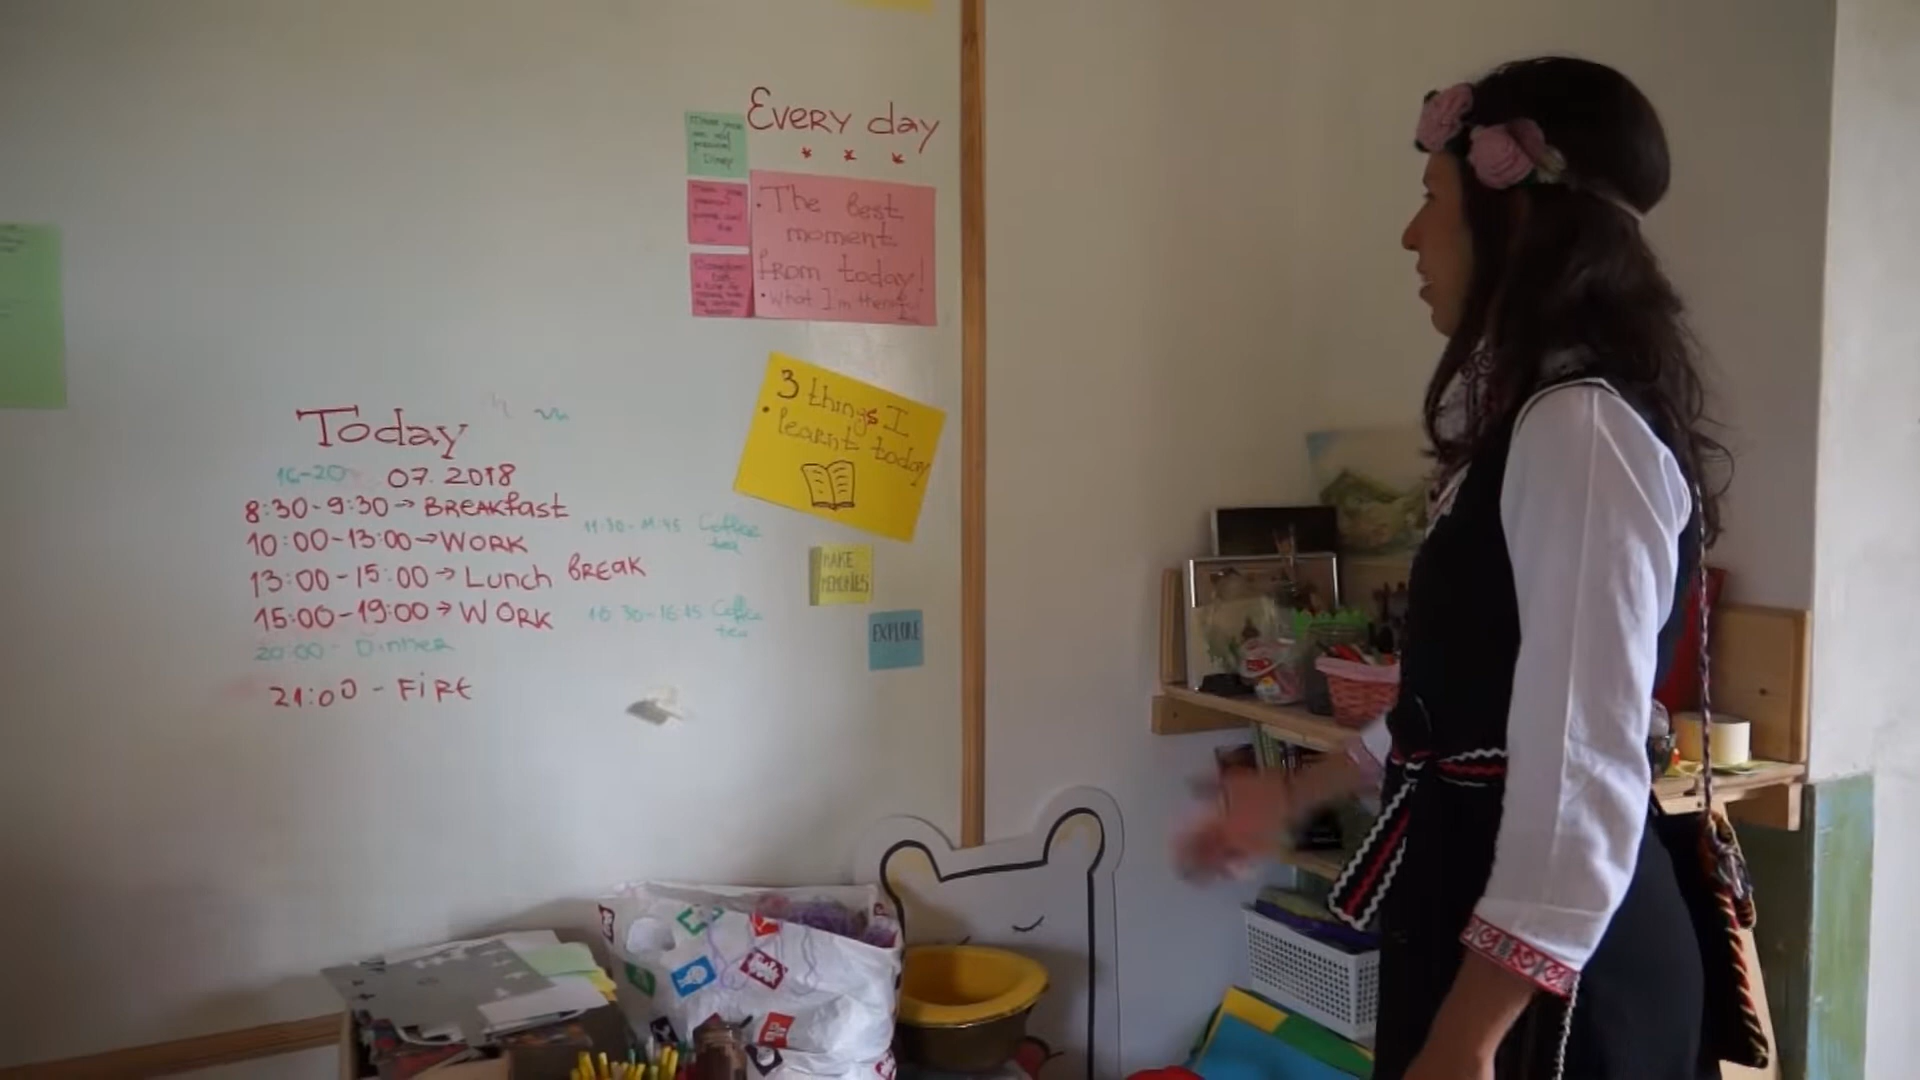 Every day
• The best
moment
from today!
• What I'm
3 things I
• learnt today
MAKE
MEMORIES
EXPLORE
Today
16-20 07.2018
8:30-9:30 → BREAKfast
10:00-13:00 → WORK
11:30-11:45 Coffee
tea
13:00-15:00 → Lunch BREAK
15:00-19:00 → WORK
16:30-16:45 Coffee
tea
20:00 - Dinner
21:00 - FiRE